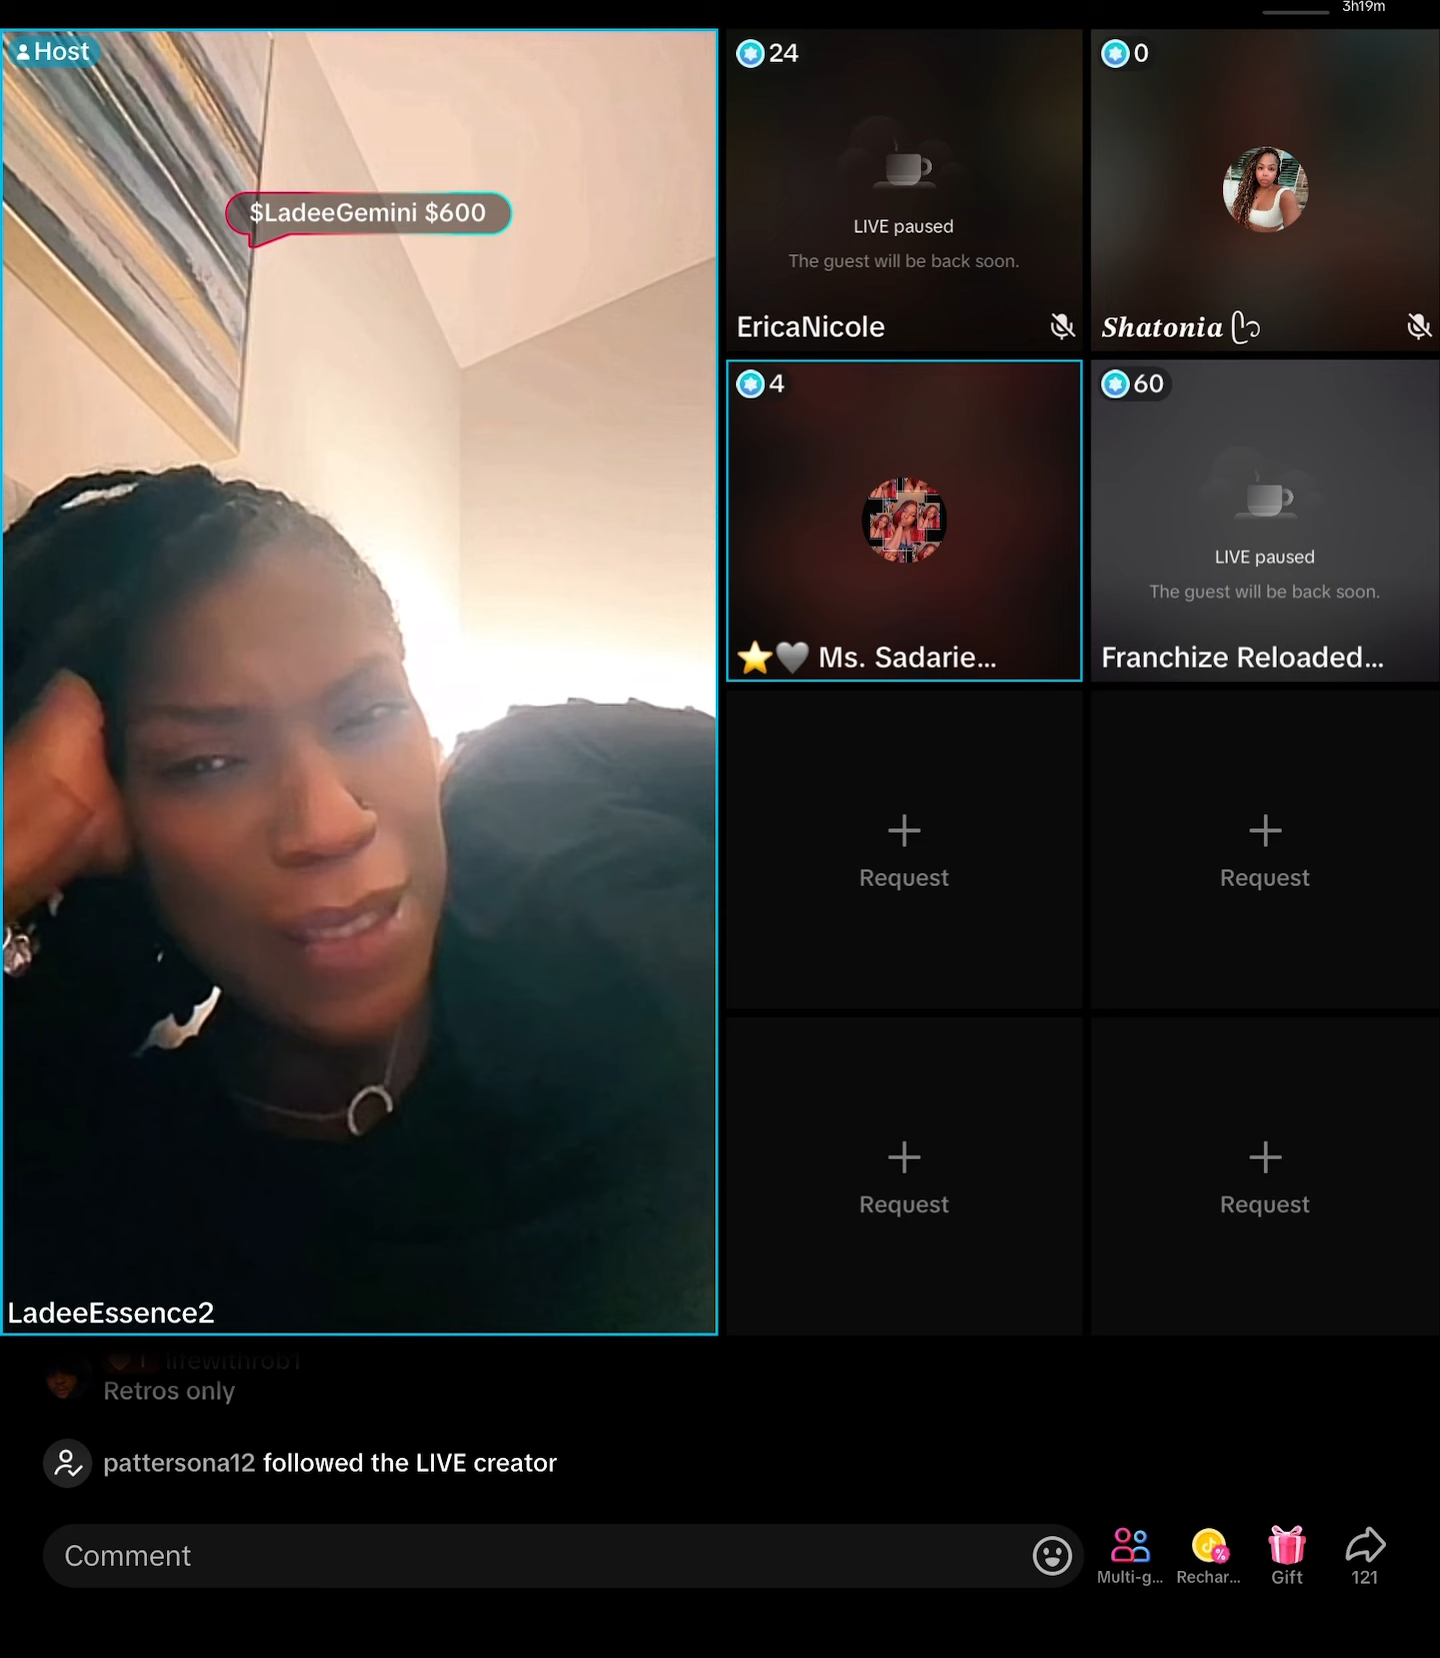 3h19m
Host
$LadeeGemini $600
LadeeEssence2
24
LIVE paused
The guest will be back soon.
EricaNicole
0
Shatonia
4
⭐🩶 Ms. Sadarie...
60
LIVE paused
The guest will be back soon.
Franchize Reloaded...
Request
Request
Request
Request
lifewithrob1
Retros only
pattersona12 followed the LIVE creator
Comment
Multi-g...
Rechar...
Gift
121